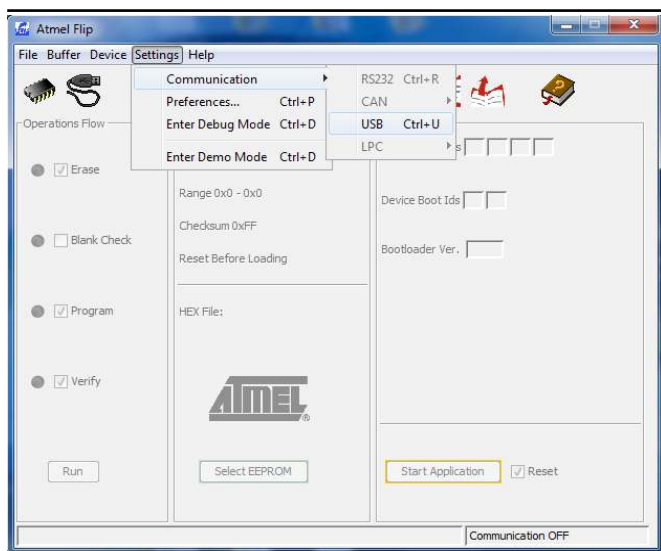 Atmel Flip
File Buffer Device Settings Help
Communication
Preferences... Ctrl+P
Enter Debug Mode Ctrl+D
Enter Demo Mode Ctrl+D
RS232 Ctrl+R
CAN
USB Ctrl+U
LPC
Operations Flow
Erase
Blank Check
Program
Verify
Run
Range 0x0 - 0x0
Checksum 0xFF
Reset Before Loading
HEX File:
ATMEL
Select EEPROM
s
Device Boot Ids
Bootloader Ver.
Start Application
Reset
Communication OFF